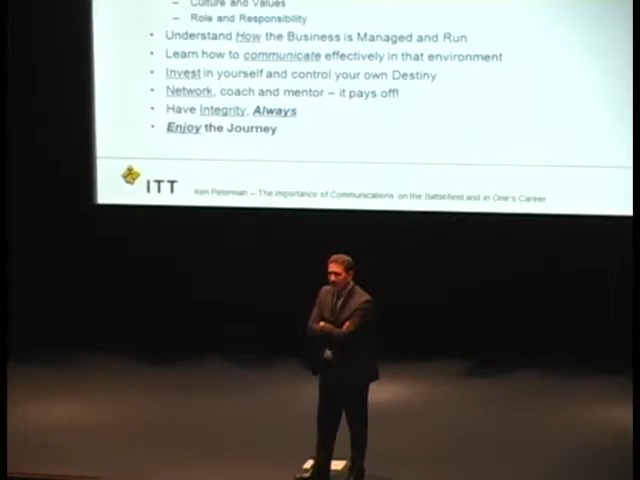 – Culture and Values
– Role and Responsibility
• Understand How the Business is Managed and Run
• Learn how to communicate effectively in that environment
• Invest in yourself and control your own Destiny
• Network, coach and mentor – it pays off!
• Have Integrity, Always
• Enjoy the Journey
ITT
Ken Peterman – The Importance of Communications on the Battlefield and in One's Career